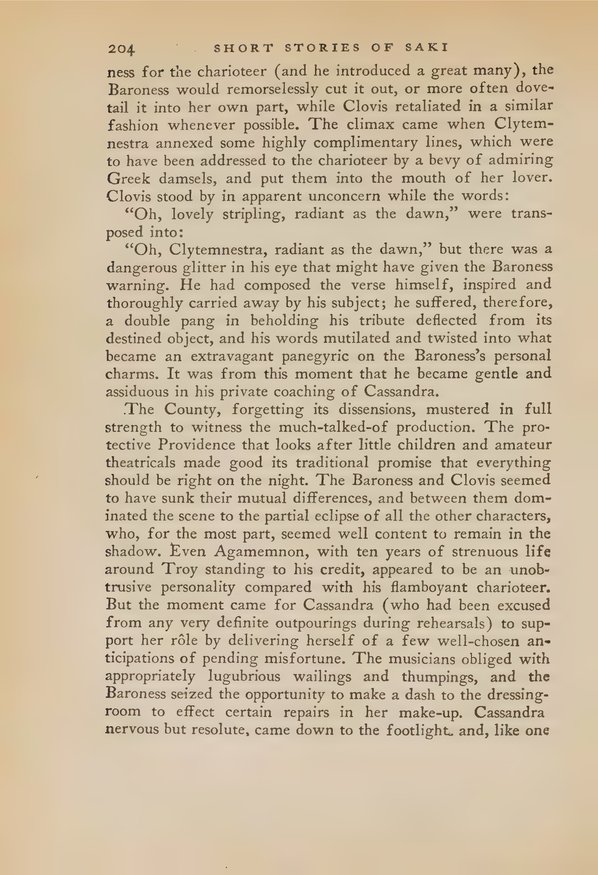 204 SHORT STORIES OF SAKI
ness for the charioteer (and he introduced a great many), the
Baroness would remorselessly cut it out, or more often dove-
tail it into her own part, while Clovis retaliated in a similar
fashion whenever possible. The climax came when Clytem-
nestra annexed some highly complimentary lines, which were
to have been addressed to the charioteer by a bevy of admiring
Greek damsels, and put them into the mouth of her lover.
Clovis stood by in apparent unconcern while the words:
“Oh, lovely stripling, radiant as the dawn,” were trans-
posed into:
“Oh, Clytemnestra, radiant as the dawn,” but there was a
dangerous glitter in his eye that might have given the Baroness
warning. He had composed the verse himself, inspired and
thoroughly carried away by his subject; he suffered, therefore,
a double pang in beholding his tribute deflected from its
destined object, and his words mutilated and twisted into what
became an extravagant panegyric on the Baroness’s personal
charms. It was from this moment that he became gentle and
assiduous in his private coaching of Cassandra.
The County, forgetting its dissensions, mustered in full
strength to witness the much-talked-of production. The pro-
tective Providence that looks after little children and amateur
theatricals made good its traditional promise that everything
should be right on the night. The Baroness and Clovis seemed
to have sunk their mutual differences, and between them dom-
inated the scene to the partial eclipse of all the other characters,
who, for the most part, seemed well content to remain in the
shadow. Even Agamemnon, with ten years of strenuous life
around Troy standing to his credit, appeared to be an unob-
trusive personality compared with his flamboyant charioteer.
But the moment came for Cassandra (who had been excused
from any very definite outpourings during rehearsals) to sup-
port her rôle by delivering herself of a few well-chosen an-
ticipations of pending misfortune. The musicians obliged with
appropriately lugubrious wailings and thumpings, and the
Baroness seized the opportunity to make a dash to the dressing-
room to effect certain repairs in her make-up. Cassandra
nervous but resolute, came down to the footlight and, like one